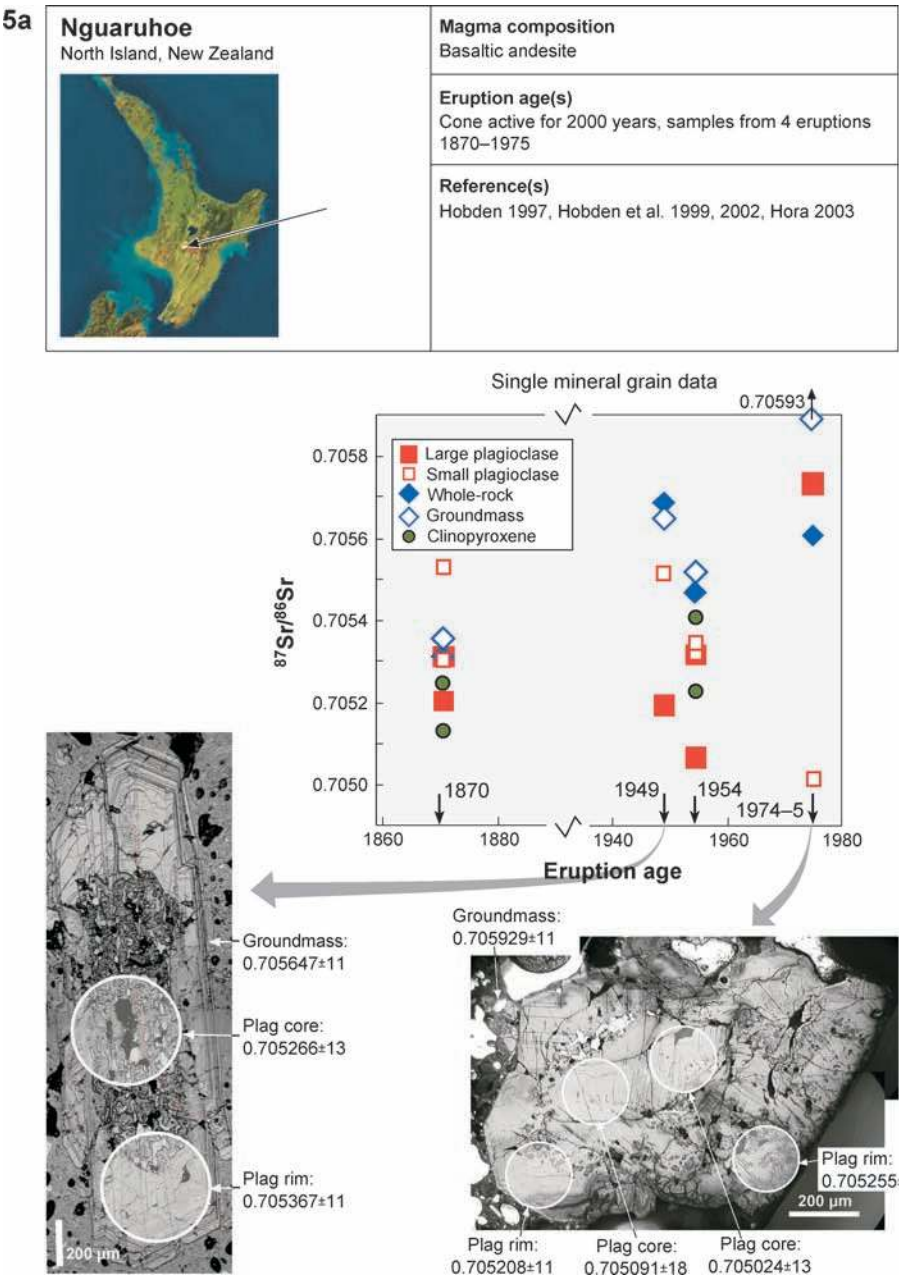 5a
Nguaruhoe
North Island, New Zealand
Magma composition
Basaltic andesite
Eruption age(s)
Cone active for 2000 years, samples from 4 eruptions
1870–1975
Reference(s)
Hobden 1997, Hobden et al. 1999, 2002, Hora 2003
Single mineral grain data
0.70593
Large plagioclase
Small plagioclase
Whole-rock
Groundmass
Clinopyroxene
0.7058
0.7056
0.7054
0.7052
0.7050
⁸⁷Sr/⁸⁶Sr
1870
1949
1954
1974–5
1860
1880
1940
1960
1980
Eruption age
Groundmass:
0.705647±11
Plag core:
0.705266±13
Plag rim:
0.705367±11
200 µm
Groundmass:
0.705929±11
Plag rim:
0.705255±
200 µm
Plag rim:
0.705208±11
Plag core:
0.705091±18
Plag core:
0.705024±13